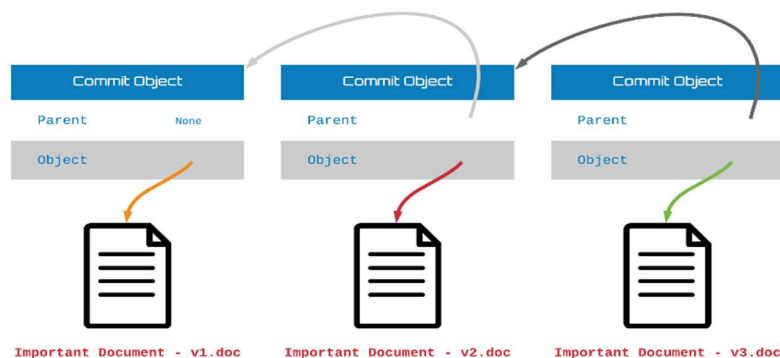 Commit Object Commit Object Commit Object
Parent None Parent Parent
Object Object Object
Important Document - v1.doc Important Document - v2.doc Important Document - v3.doc